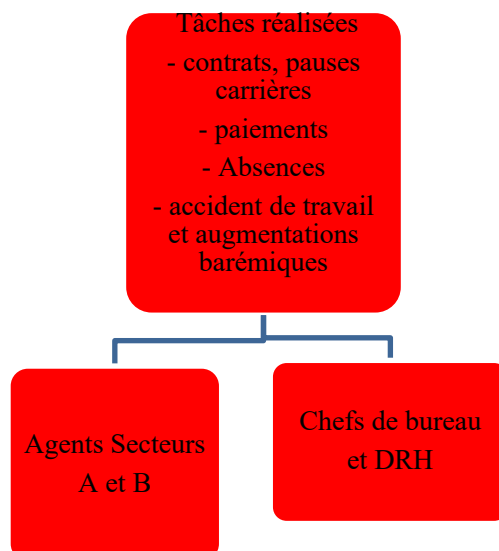 Tâches réalisées
- contrats, pauses
carrières
- paiements
- Absences
- accident de travail
et augmentations
barémiques
Agents Secteurs
A et B
Chefs de bureau
et DRH